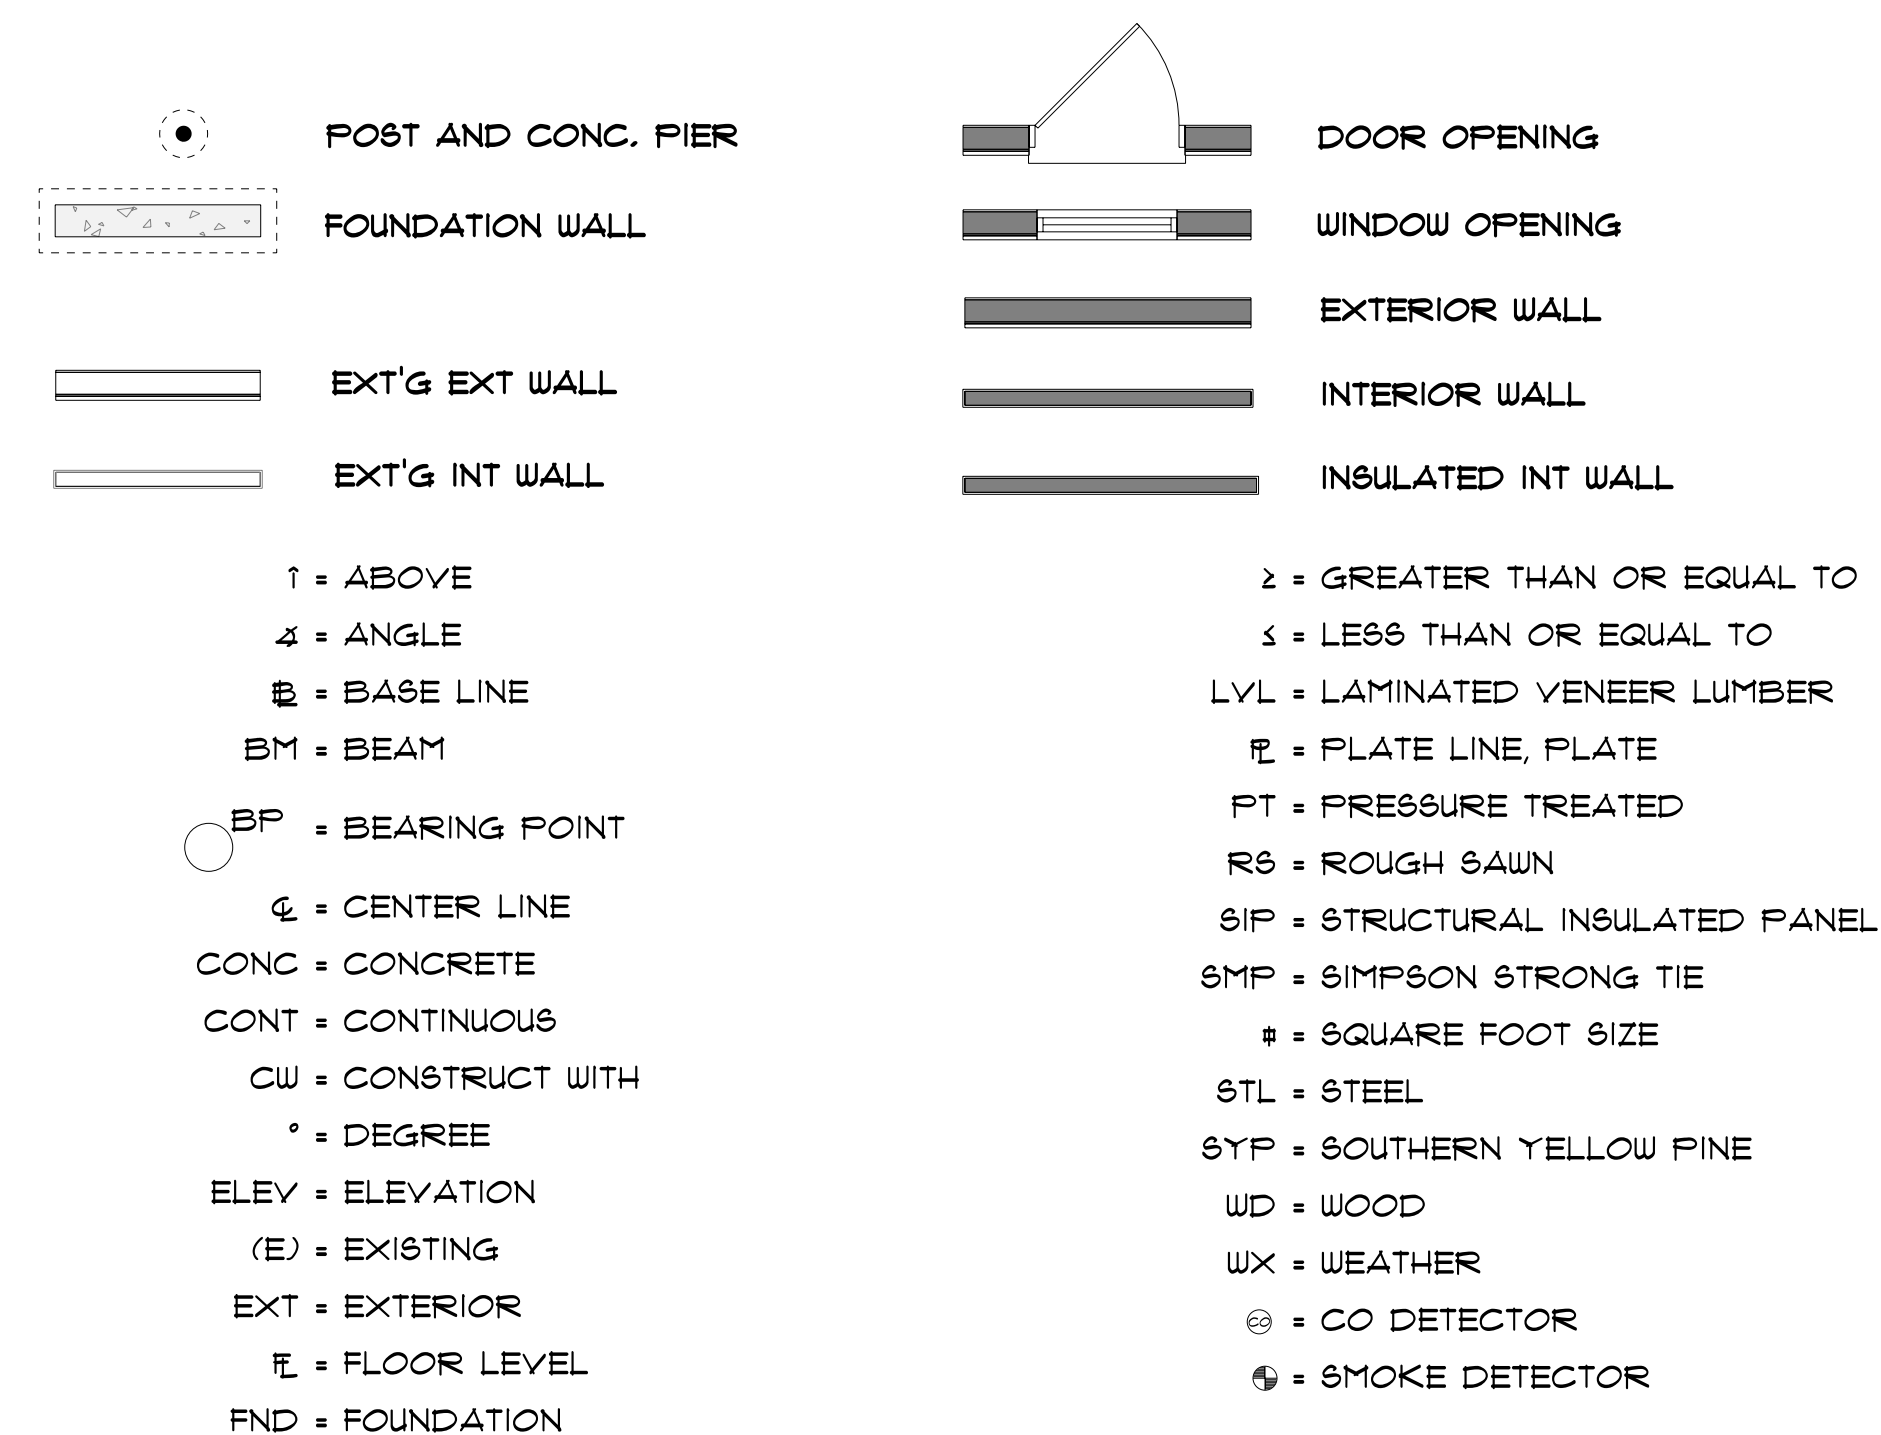 POST AND CONC. PIER
FOUNDATION WALL
EXT'G EXT WALL
EXT'G INT WALL
DOOR OPENING
WINDOW OPENING
EXTERIOR WALL
INTERIOR WALL
INSULATED INT WALL
↑ = ABOVE
∡ = ANGLE
BL = BASE LINE
BM = BEAM
BP = BEARING POINT
℄ = CENTER LINE
CONC = CONCRETE
CONT = CONTINUOUS
CW = CONSTRUCT WITH
° = DEGREE
ELEV = ELEVATION
(E) = EXISTING
EXT = EXTERIOR
FL = FLOOR LEVEL
FND = FOUNDATION
≥ = GREATER THAN OR EQUAL TO
≤ = LESS THAN OR EQUAL TO
LVL = LAMINATED VENEER LUMBER
PL = PLATE LINE, PLATE
PT = PRESSURE TREATED
RS = ROUGH SAWN
SIP = STRUCTURAL INSULATED PANEL
SMP = SIMPSON STRONG TIE
⌗ = SQUARE FOOT SIZE
STL = STEEL
SYP = SOUTHERN YELLOW PINE
WD = WOOD
WX = WEATHER
CO = CO DETECTOR
= SMOKE DETECTOR